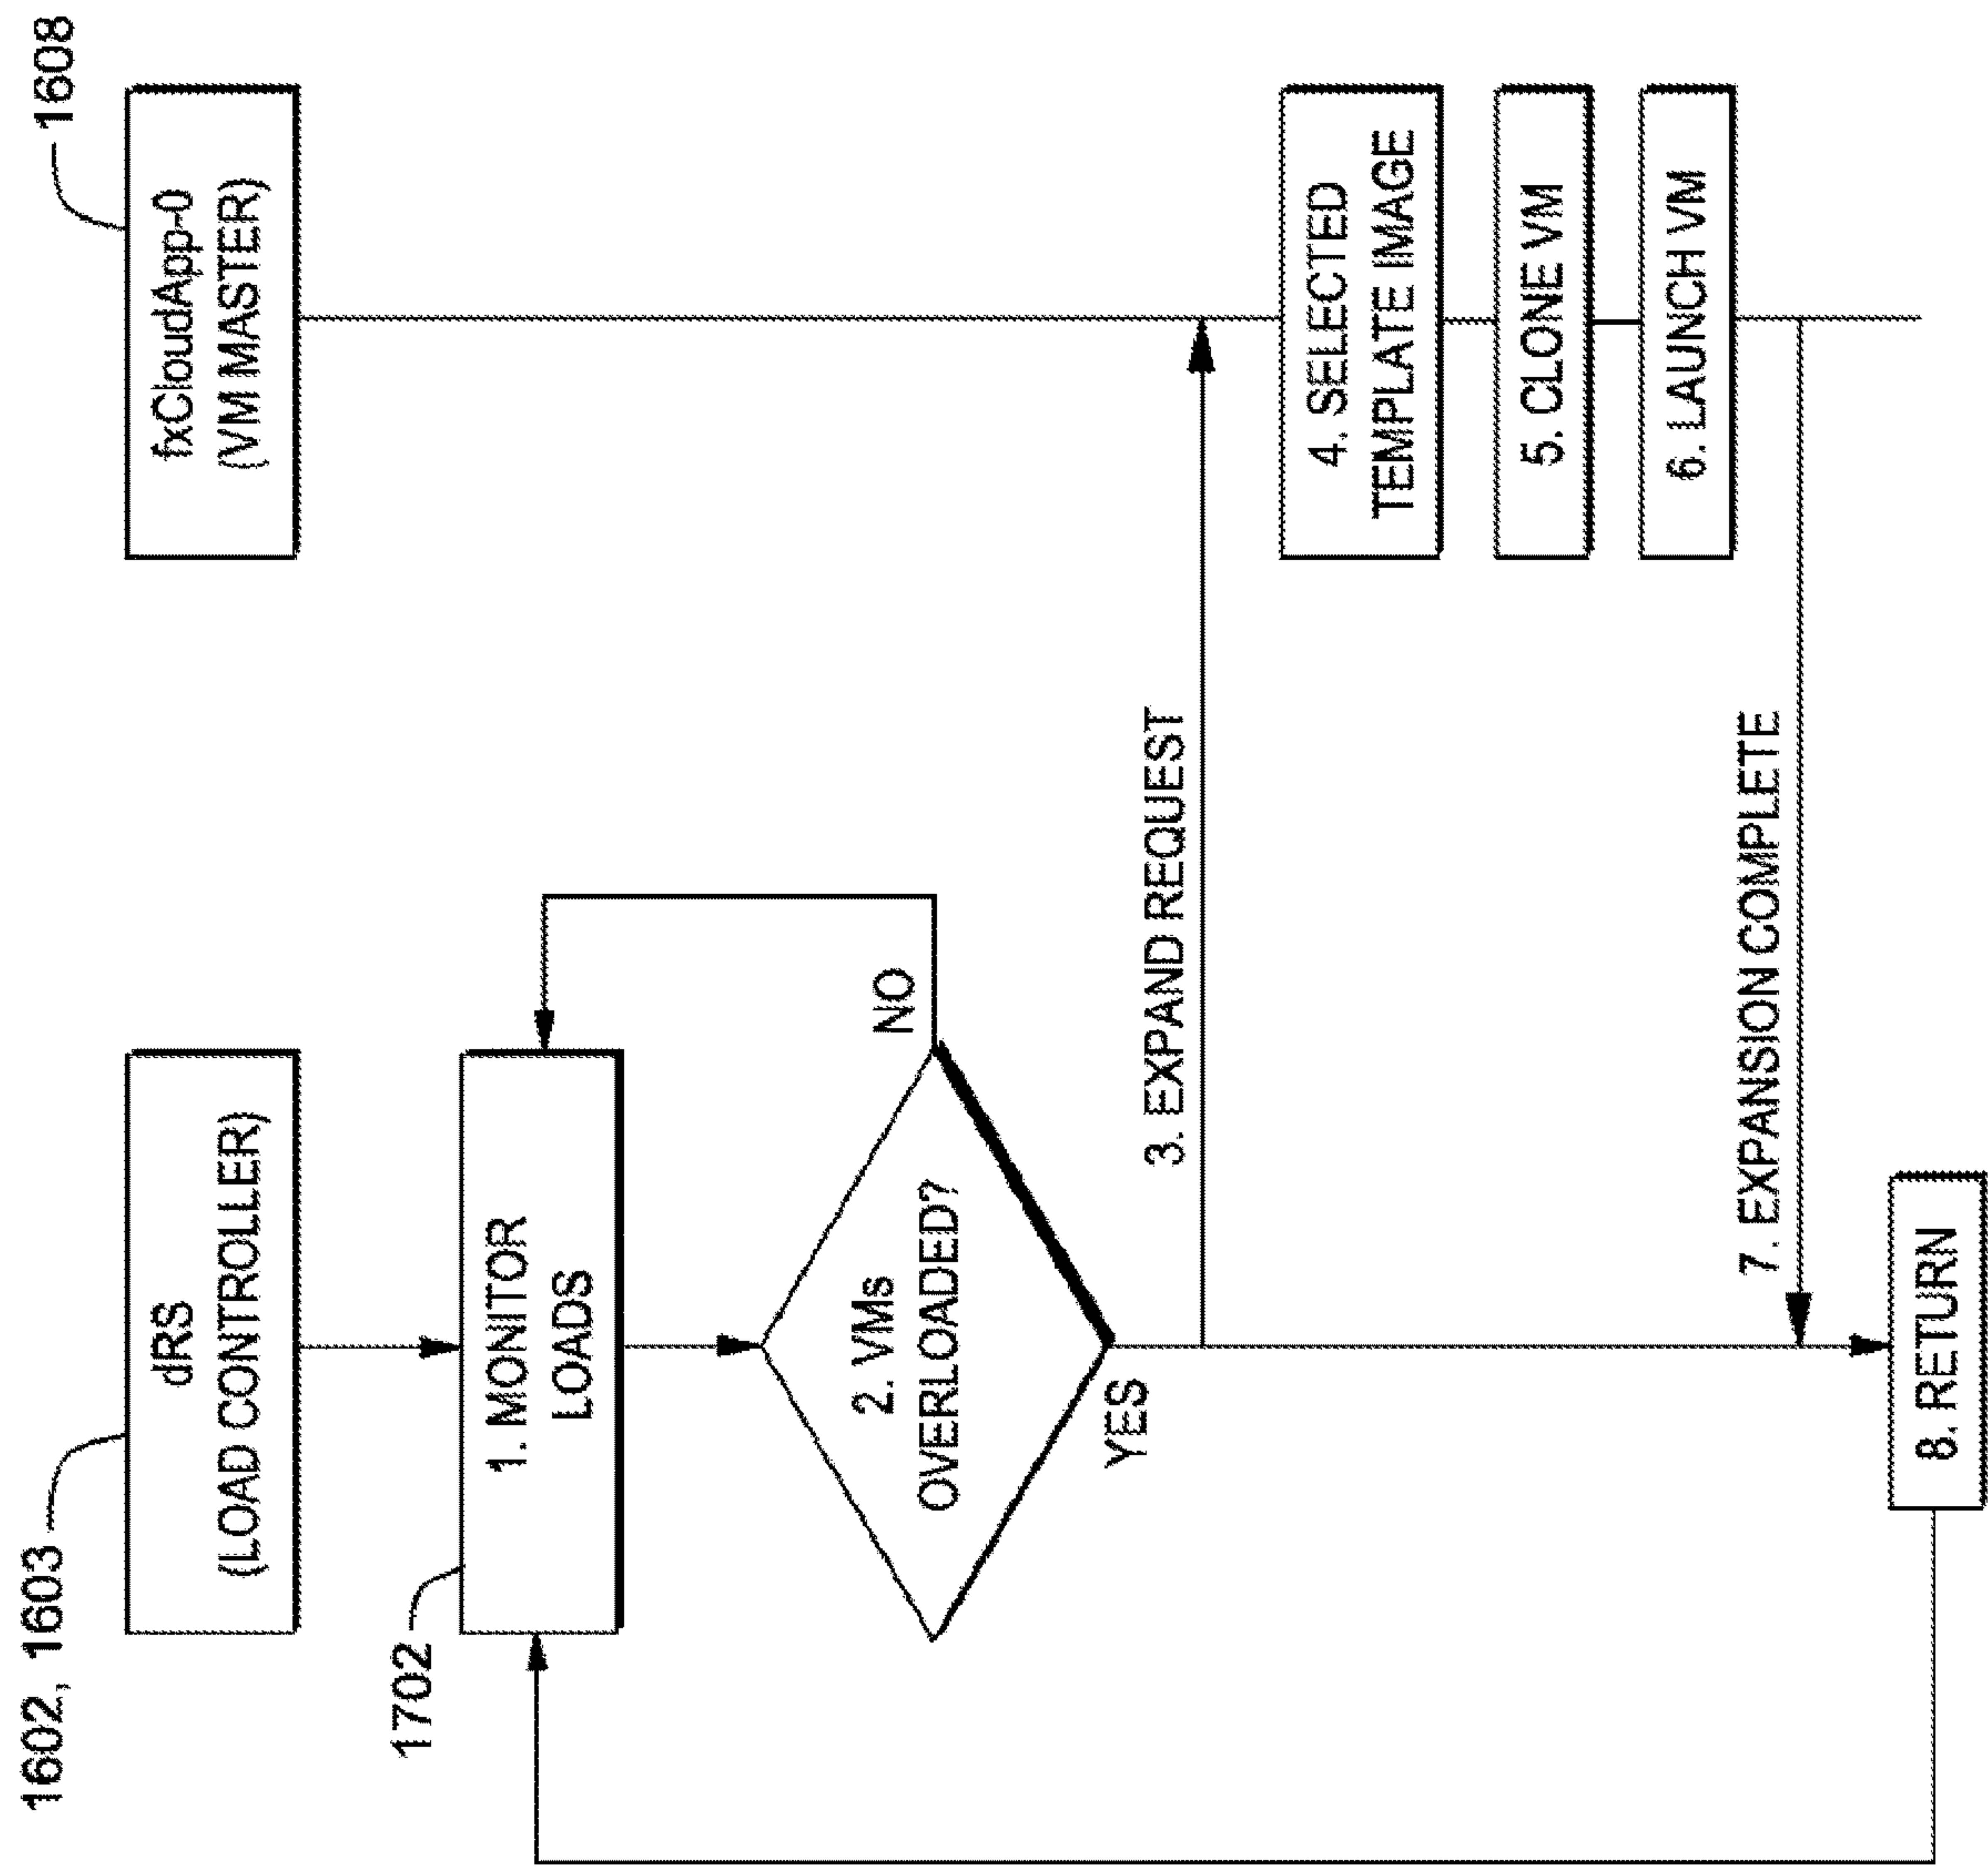 1602, 1603
dRS
(LOAD CONTROLLER)
1608
fxCloudApp-0
(VM MASTER)
1702
1. MONITOR
LOADS
2. VMs
OVERLOADED?
NO
YES
3. EXPAND REQUEST
4. SELECTED
TEMPLATE IMAGE
5. CLONE VM
6. LAUNCH VM
7. EXPANSION COMPLETE
8. RETURN